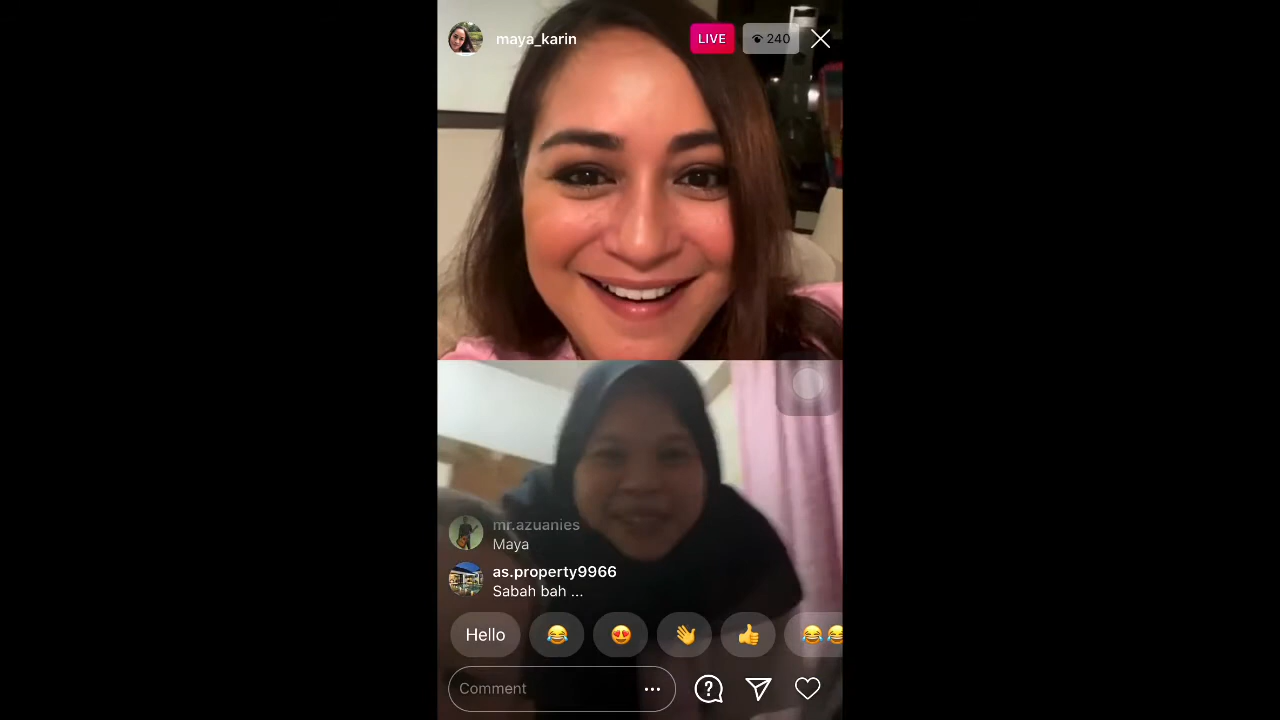 maya_karin
LIVE
240
mr.azuanies
Maya
as.property9966
Sabah bah ...
Hello
Comment